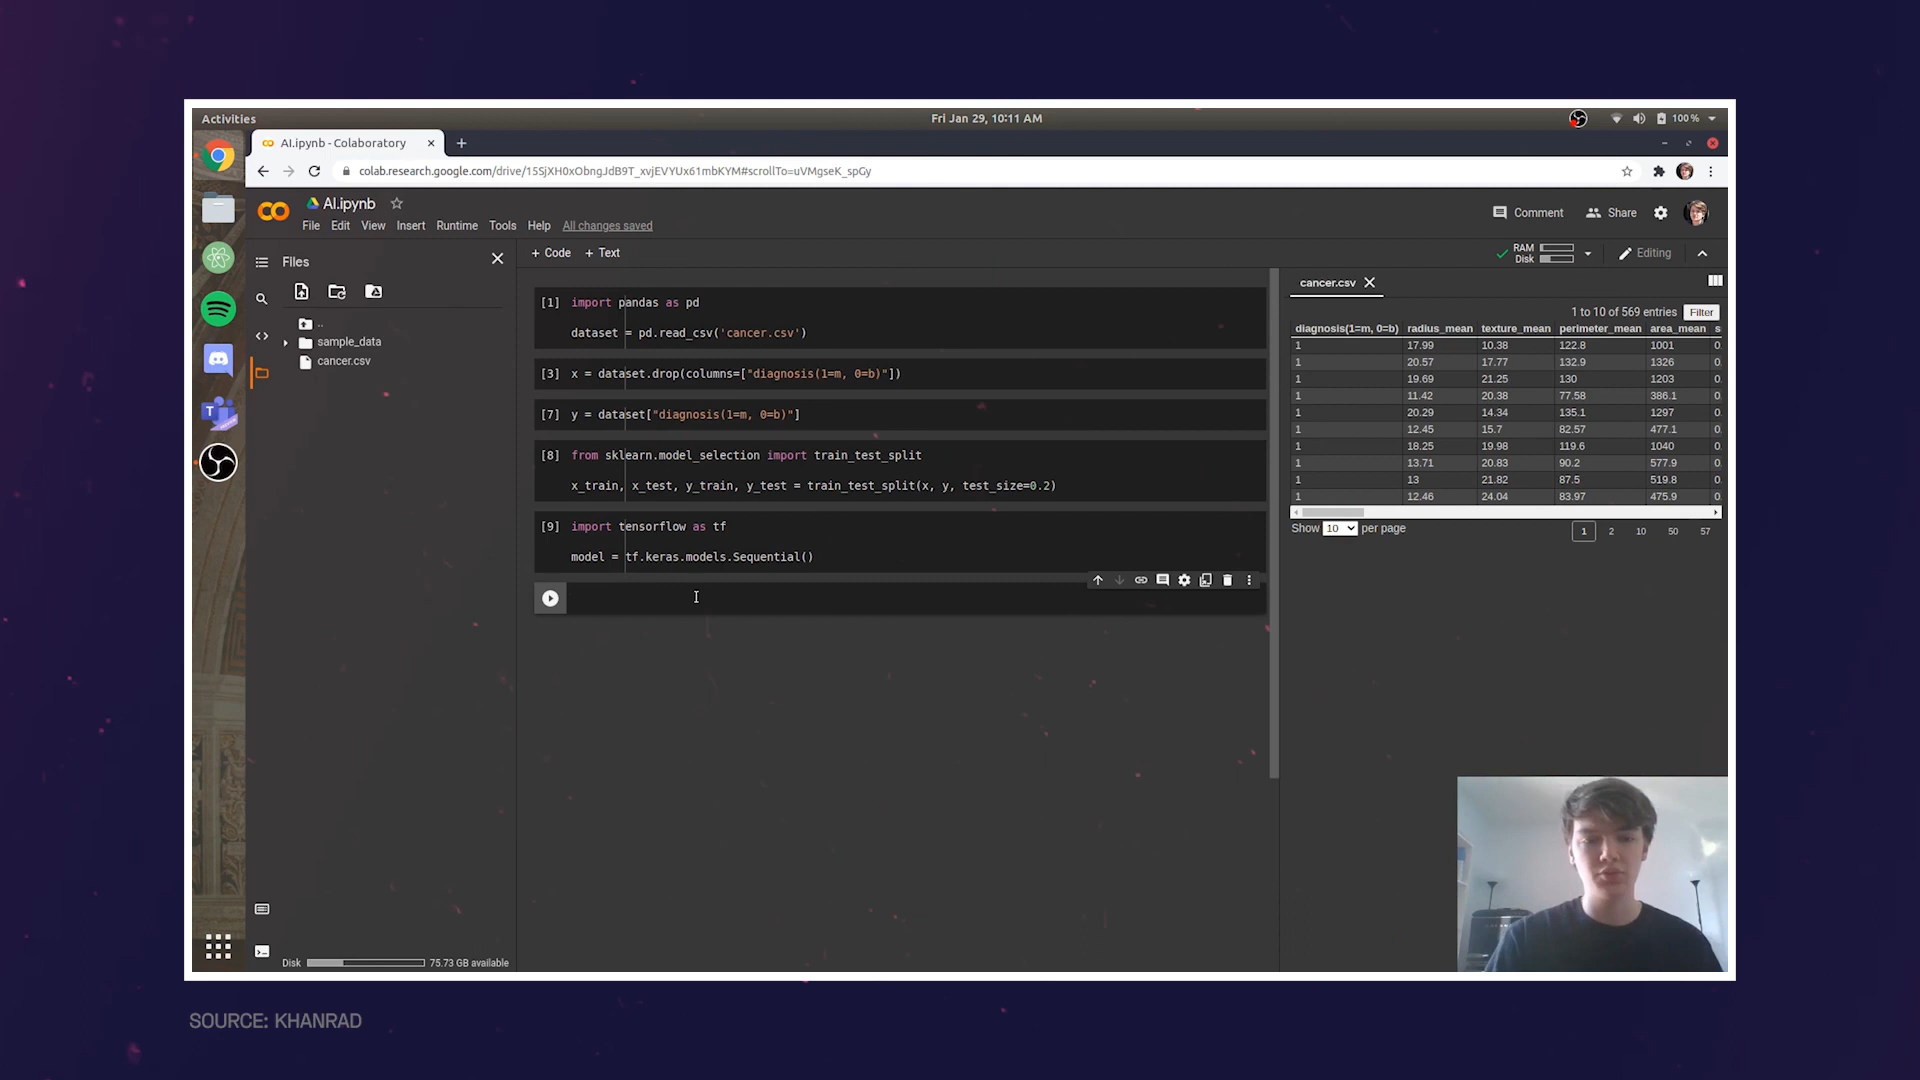 Activities
Fri Jan 29, 10:11 AM
100 %
AI.ipynb - Colaboratory
colab.research.google.com/drive/15SjXH0xObngJdB9T_xvjEVYUx61mbKYM#scrollTo=uVMgseK_spGy
AI.ipynb
File Edit View Insert Runtime Tools Help All changes saved
Comment Share
Files
+ Code + Text
RAM
Disk
Editing
..
sample_data
cancer.csv
[1] import pandas as pd
dataset = pd.read_csv('cancer.csv')
[3] x = dataset.drop(columns=["diagnosis(1=m, 0=b)"])
[7] y = dataset["diagnosis(1=m, 0=b)"]
[8] from sklearn.model_selection import train_test_split
x_train, x_test, y_train, y_test = train_test_split(x, y, test_size=0.2)
[9] import tensorflow as tf
model = tf.keras.models.Sequential()
cancer.csv
1 to 10 of 569 entries Filter
diagnosis(1=m, 0=b) radius_mean texture_mean perimeter_mean area_mean s
1 17.99 10.38 122.8 1001 0.
1 20.57 17.77 132.9 1326 0.
1 19.69 21.25 130 1203 0.
1 11.42 20.38 77.58 386.1 0.
1 20.29 14.34 135.1 1297 0.
1 12.45 15.7 82.57 477.1 0.
1 18.25 19.98 119.6 1040 0.
1 13.71 20.83 90.2 577.9 0.
1 13 21.82 87.5 519.8 0.
1 12.46 24.04 83.97 475.9 0.
Show 10 per page
1 2 10 50 57
Disk 75.73 GB available
SOURCE: KHANRAD